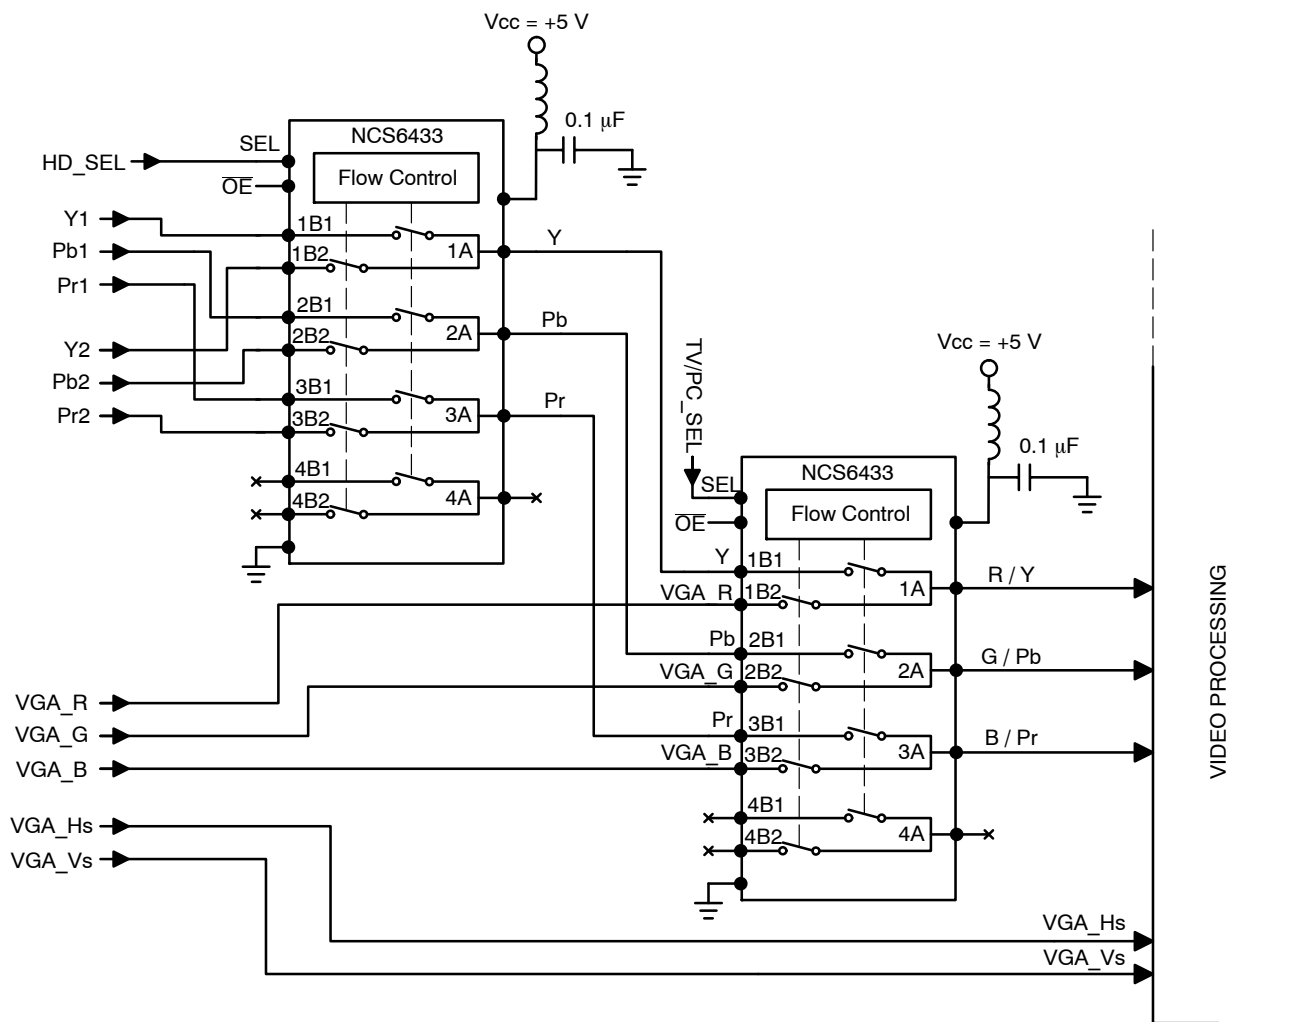 Vcc = +5 V
0.1 μF
NCS6433
SEL
HD_SEL
Flow Control
OE
Y1
1B1
Y
Pb1
1A
1B2
Pr1
2B1
Pb
2A
2B2
Y2
Pb2
3B1
Pr
3A
3B2
Pr2
4B1
4A
4B2
TV/PC_SEL
Vcc = +5 V
0.1 μF
NCS6433
SEL
Flow Control
OE
Y
1B1
R / Y
1A
VGA_R
1B2
Pb
2B1
G / Pb
2A
VGA_G
2B2
Pr
3B1
B / Pr
3A
VGA_B
3B2
4B1
4A
4B2
VGA_R
VGA_G
VGA_B
VGA_Hs
VGA_Vs
VGA_Hs
VGA_Vs
VIDEO PROCESSING